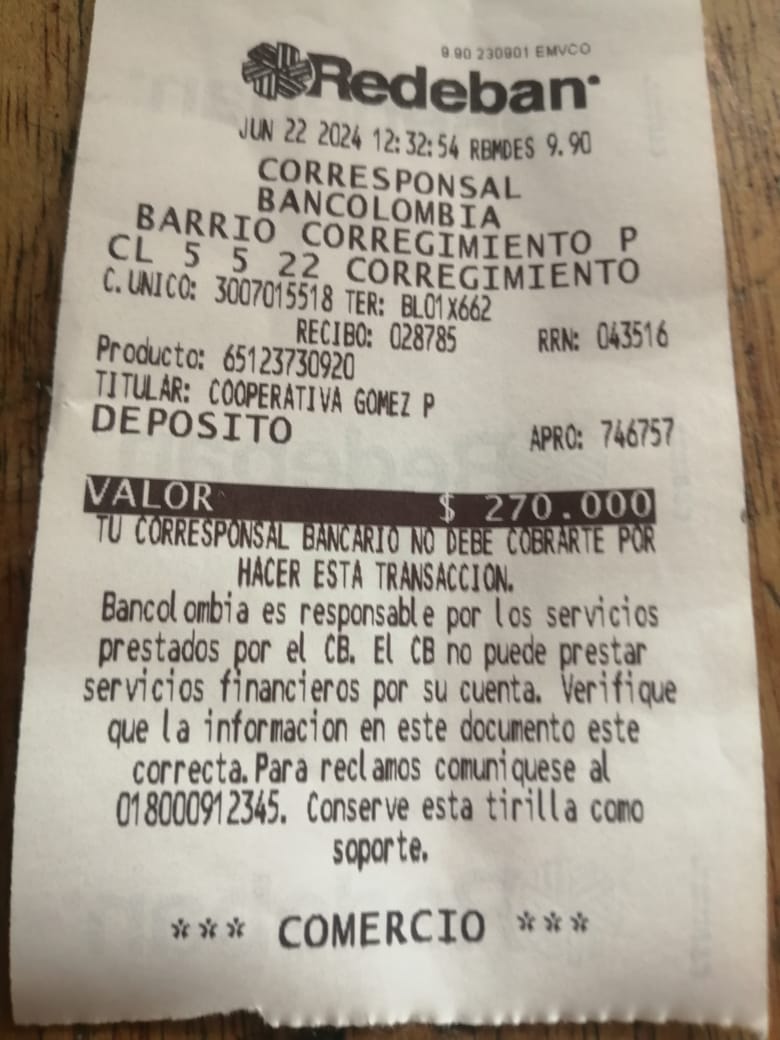 9.90 230901 EMVCO
Redeban
JUN 22 2024 12:32:54 RBMDES 9.90
CORRESPONSAL
BANCOLOMBIA
BARRIO CORREGIMIENTO P
CL 5 5 22 CORREGIMIENTO
C.UNICO: 3007015518 TER: BL01X662
RECIBO: 028785 RRN: 043516
Producto: 65123730920
TITULAR: COOPERATIVA GOMEZ P
DEPOSITO APRO: 746757
VALOR $ 270.000
TU CORRESPONSAL BANCARIO NO DEBE COBRARTE POR
HACER ESTA TRANSACCION.
Bancolombia es responsable por los servicios
prestados por el CB. El CB no puede prestar
servicios financieros por su cuenta. Verifique
que la informacion en este documento este
correcta.Para reclamos comuniquese al
018000912345. Conserve esta tirilla como
soporte.
*** COMERCIO ***